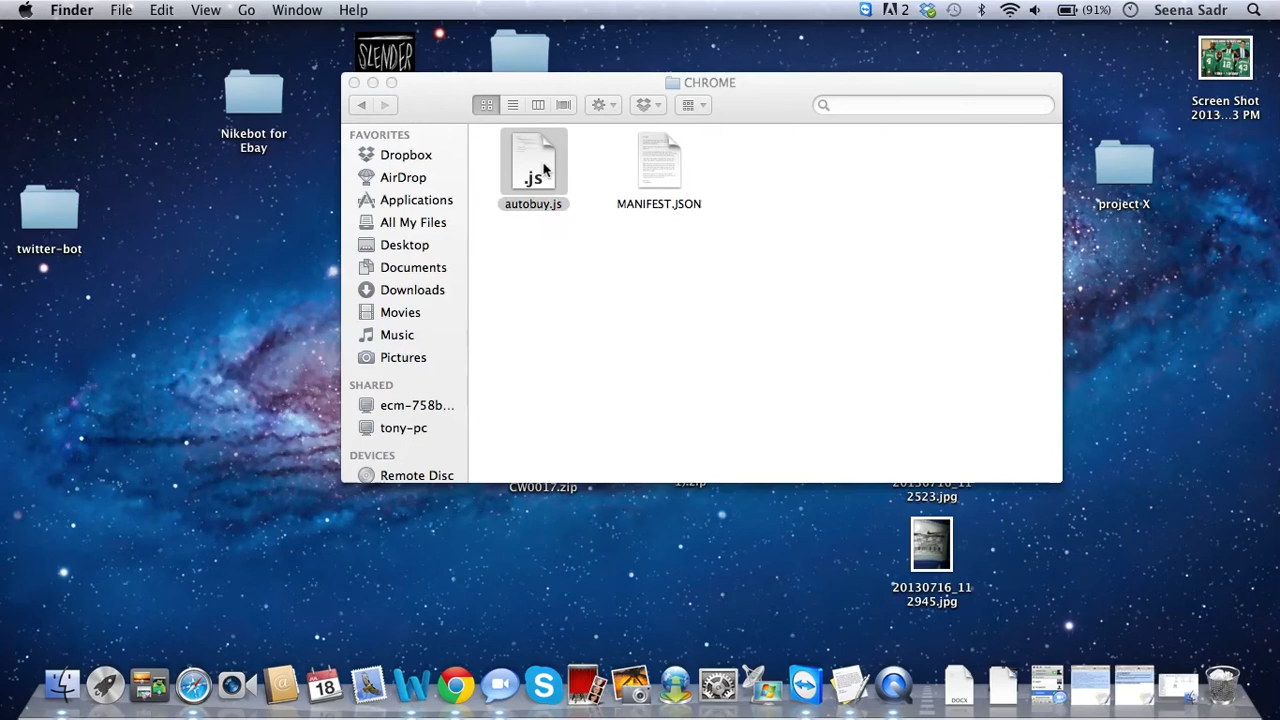 Finder File Edit View Go Window Help
2 (91%) Seena Sadr
SLENDER
CHROME
Nikebot for
Ebay
twitter-bot
FAVORITES
Dropbox
AirDrop
Applications
All My Files
Desktop
Documents
Downloads
Movies
Music
Pictures
SHARED
ecm-758b...
tony-pc
DEVICES
Remote Disc
.js
autobuy.js
MANIFEST.JSON
Screen Shot
2013...3 PM
project X
CW0017.zip
1).zip
20130716_11
2523.jpg
20130716_11
2945.jpg
18
DOCX